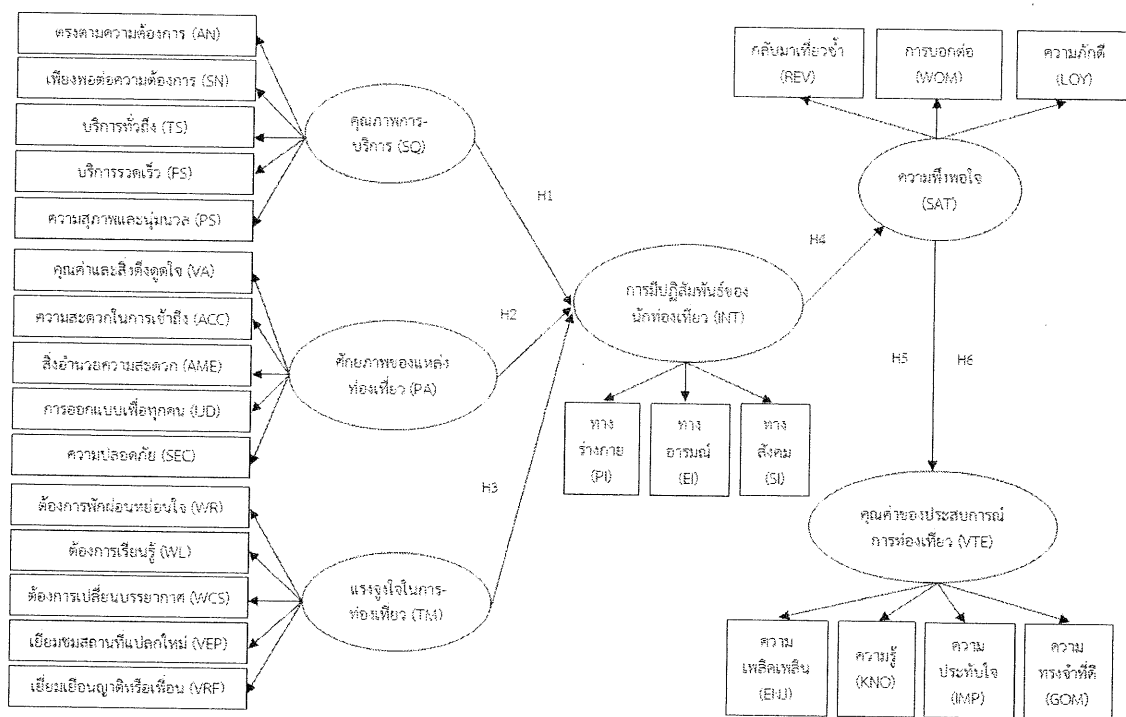 ตรงตามความต้องการ (AN)
เพียงพอต่อความต้องการ (SN)
บริการทั่วถึง (TS)
บริการรวดเร็ว (FS)
ความสุภาพและนุ่มนวล (PS)
คุณค่าและสิ่งดึงดูดใจ (VA)
ความสะดวกในการเข้าถึง (ACC)
สิ่งอำนวยความสะดวก (AME)
การออกแบบเพื่อทุกคน (UD)
ความปลอดภัย (SEC)
ต้องการพักผ่อนหย่อนใจ (WR)
ต้องการเรียนรู้ (WL)
ต้องการเปลี่ยนบรรยากาศ (WCS)
เยี่ยมชมสถานที่แปลกใหม่ (VEP)
เยี่ยมเยือนญาติหรือเพื่อน (VRF)
คุณภาพการ-
บริการ (SQ)
ศักยภาพของแหล่ง
ท่องเที่ยว (PA)
แรงจูงใจในการ-
ท่องเที่ยว (TM)
H1
H2
H3
การมีปฏิสัมพันธ์ของ
นักท่องเที่ยว (INT)
ทาง
ร่างกาย
(PI)
ทาง
อารมณ์
(EI)
ทาง
สังคม
(SI)
H4
กลับมาเที่ยวซ้ำ
(REV)
การบอกต่อ
(WOM)
ความภักดี
(LOY)
ความพึงพอใจ
(SAT)
H5
H6
คุณค่าของประสบการณ์
การท่องเที่ยว (VTE)
ความ
เพลิดเพลิน
(ENJ)
ความรู้
(KNO)
ความ
ประทับใจ
(IMP)
ความ
ทรงจำที่ดี
(GOM)